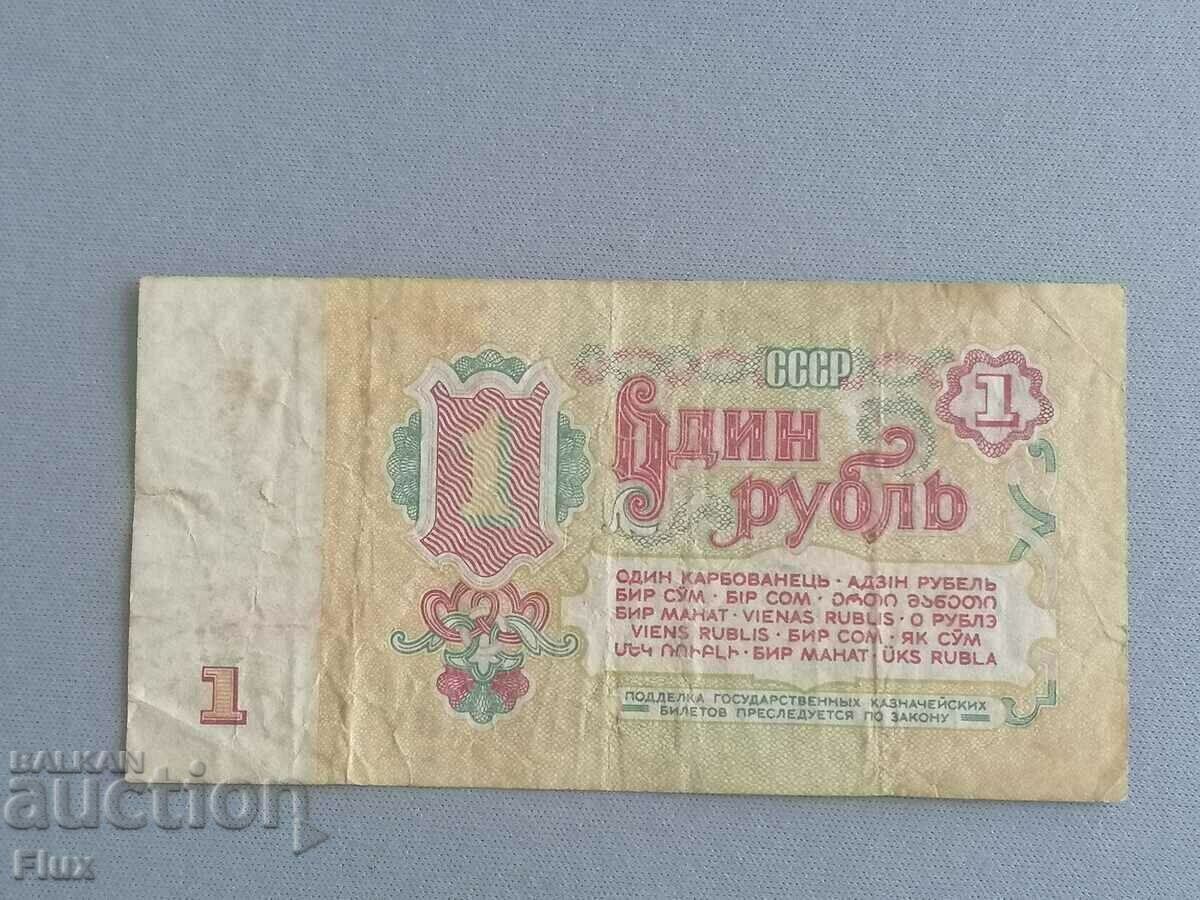 СССР
1
1
Один
рубль
ОДИН КАРБОВАНЕЦЬ · АДЗІН РУБЕЛЬ
БИР СЎМ · БІР СОМ · ᲔᲠᲗᲘ ᲛᲐᲜᲔᲗᲘ
БИР МАНАТ · VIENAS RUBLIS · О РУБЛЭ
VIENS RUBLIS · БИР СОМ · ЯК СЎМ
ՄԵԿ ՌՈՒԲԼԻ · БИР МАНАТ · ÜKS RUBLA
ПОДДЕЛКА ГОСУДАРСТВЕННЫХ КАЗНАЧЕЙСКИХ
БИЛЕТОВ ПРЕСЛЕДУЕТСЯ ПО ЗАКОНУ
1
BALKAN
auction
Flux